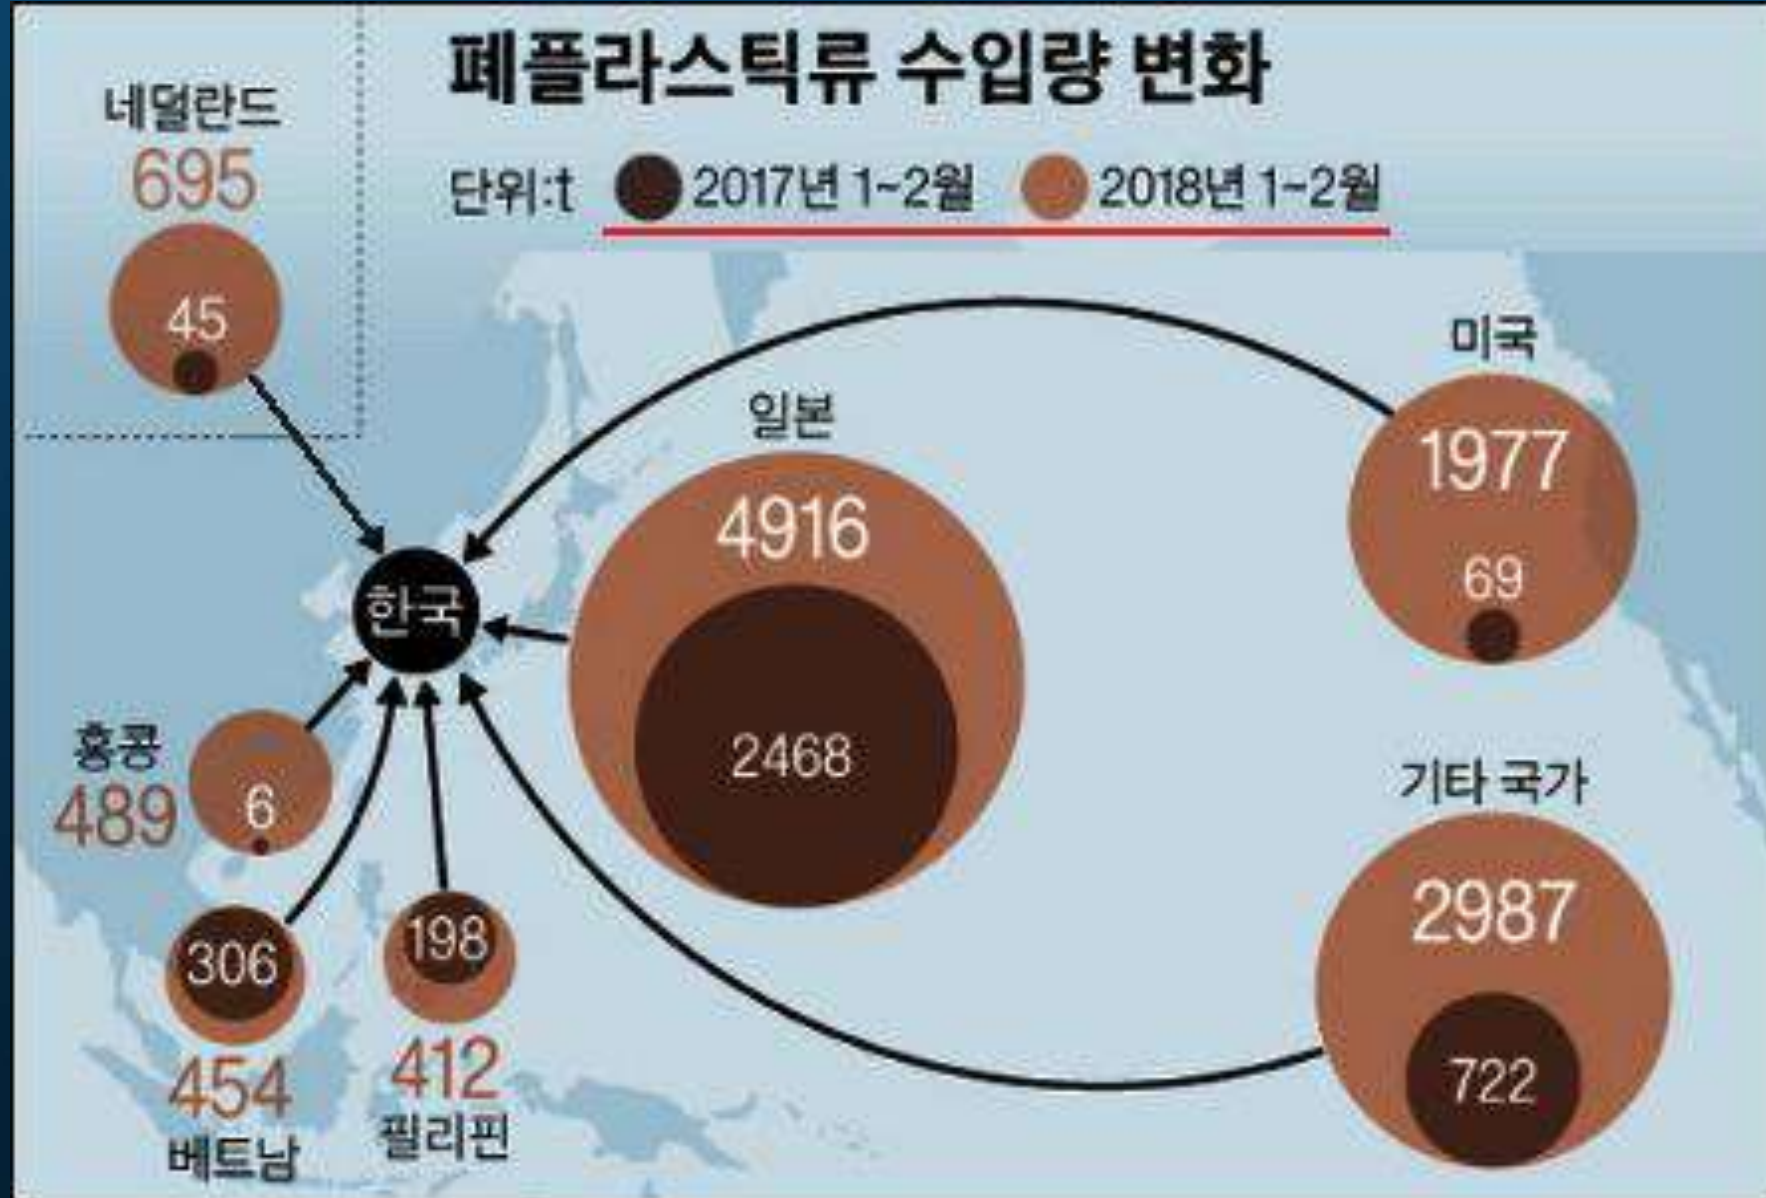 폐플라스틱류 수입량 변화
단위:t 2017년 1~2월 2018년 1~2월
네덜란드
695
45
미국
1977
69
일본
4916
2468
한국
홍콩
489
6
306
454
베트남
198
412
필리핀
기타 국가
2987
722